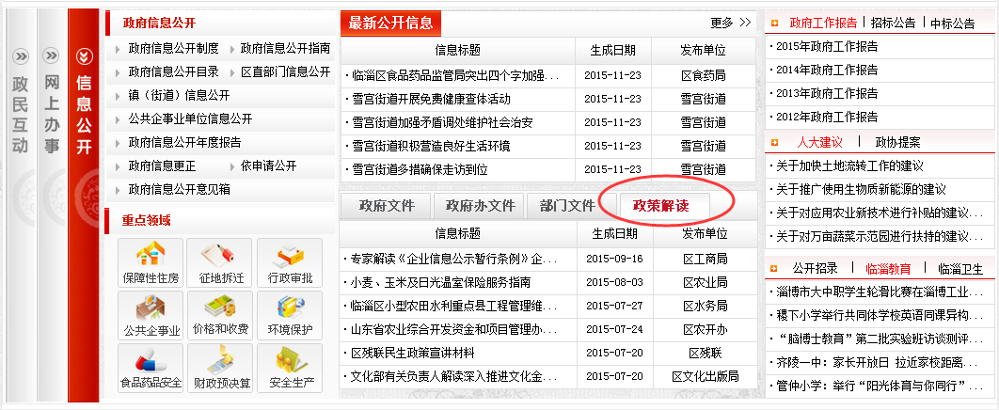 政民互动
网上办事
信息公开
政府信息公开
政府信息公开制度 政府信息公开指南
政府信息公开目录 区直部门信息公开
镇（街道）信息公开
公共企事业单位信息公开
政府信息公开年度报告
政府信息更正 依申请公开
政府信息公开意见箱
重点领域
保障性住房 征地拆迁 行政审批
公共企事业 价格和收费 环境保护
食品药品安全 财政预决算 安全生产
最新公开信息 更多
信息标题 生成日期 发布单位
临淄区食品药品监管局突出四个字加强... 2015-11-23 区食药局
雪宫街道开展免费健康查体活动 2015-11-23 雪宫街道
雪宫街道加强矛盾调处维护社会治安 2015-11-23 雪宫街道
雪宫街道积极营造良好生活环境 2015-11-23 雪宫街道
雪宫街道多措确保走访到位 2015-11-23 雪宫街道
政府文件 政府办文件 部门文件 政策解读
信息标题 生成日期 发布单位
专家解读《企业信息公示暂行条例》企... 2015-09-16 区工商局
小麦、玉米及日光温室保险服务指南 2015-08-03 区农业局
临淄区小型农田水利重点县工程管理维... 2015-07-27 区水务局
山东省农业综合开发资金和项目管理办... 2015-07-24 区农开办
区残联民生政策宣讲材料 2015-07-20 区残联
文化部有关负责人解读深入推进文化金... 2015-07-20 区文化出版局
政府工作报告 招标公告 中标公告
2015年政府工作报告
2014年政府工作报告
2013年政府工作报告
2012年政府工作报告
人大建议 政协提案
关于加快土地流转工作的建议
关于推广使用生物质新能源的建议
关于对应用农业新技术进行补贴的建议...
关于对万亩蔬菜示范园进行扶持的建议...
公开招录 临淄教育 临淄卫生
淄博市大中职学生轮滑比赛在淄博工业...
稷下小学举行共同体学校英语同课异构...
“脑博士教育”第二批实验班访谈测评...
齐陵一中：家长开放日 拉近家校距离...
管仲小学：举行“阳光体育与你同行”...